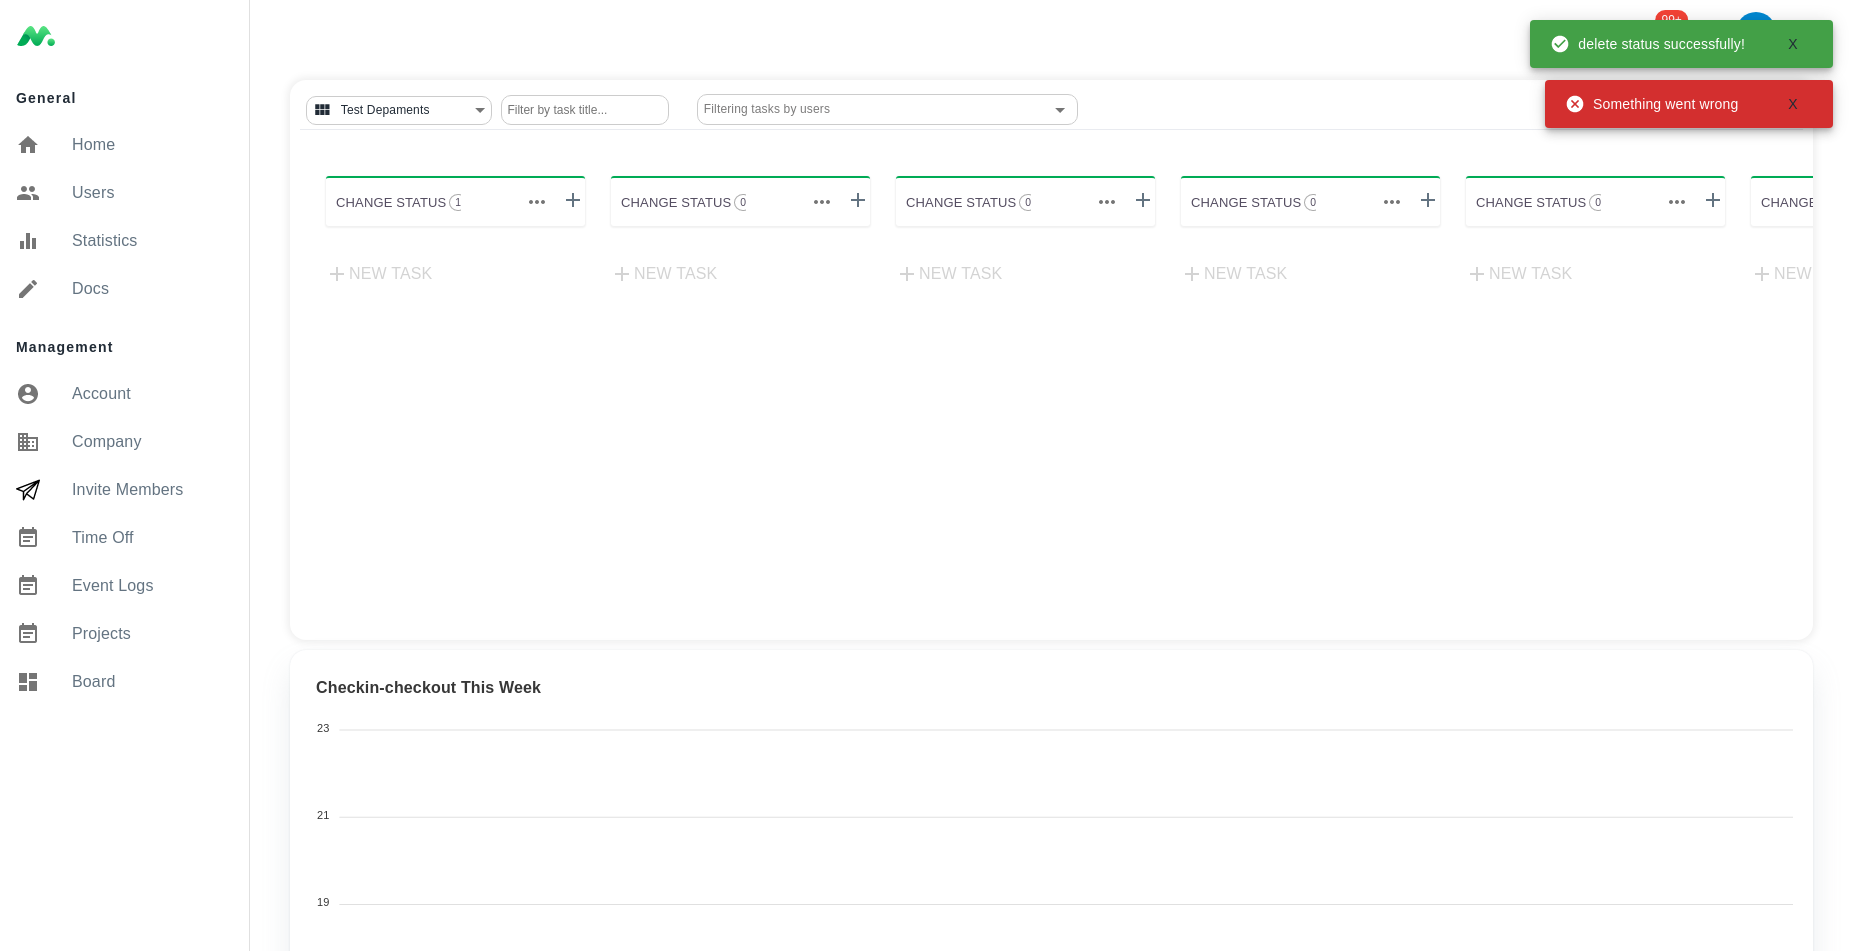 99+
delete status successfully! X
Something went wrong X
General
Home
Users
Statistics
Docs
Management
Account
Company
Invite Members
Time Off
Event Logs
Projects
Board
Test Depaments
Filter by task title...
Filtering tasks by users
CHANGE STATUS 1
CHANGE STATUS 0
CHANGE STATUS 0
CHANGE STATUS 0
CHANGE STATUS 0
CHANGE
NEW TASK
NEW TASK
NEW TASK
NEW TASK
NEW TASK
NEW
Checkin-checkout This Week
23
21
19